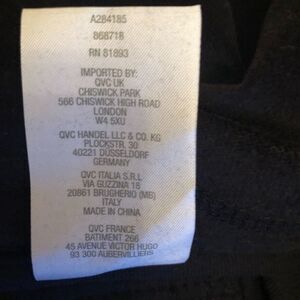 A284185
868718
RN 81893
IMPORTED BY:
QVC UK
CHISWICK PARK
566 CHISWICK HIGH ROAD
LONDON
W4 5XU
QVC HANDEL LLC & CO. KG
PLOCKSTR. 30
40221 DÜSSELDORF
GERMANY
QVC ITALIA S.R.L
VIA GUZZINA 18
20861 BRUGHERIO (MB)
ITALY
MADE IN CHINA
QVC FRANCE
BATIMENT 266
45 AVENUE VICTOR HUGO
93 300 AUBERVILLIERS